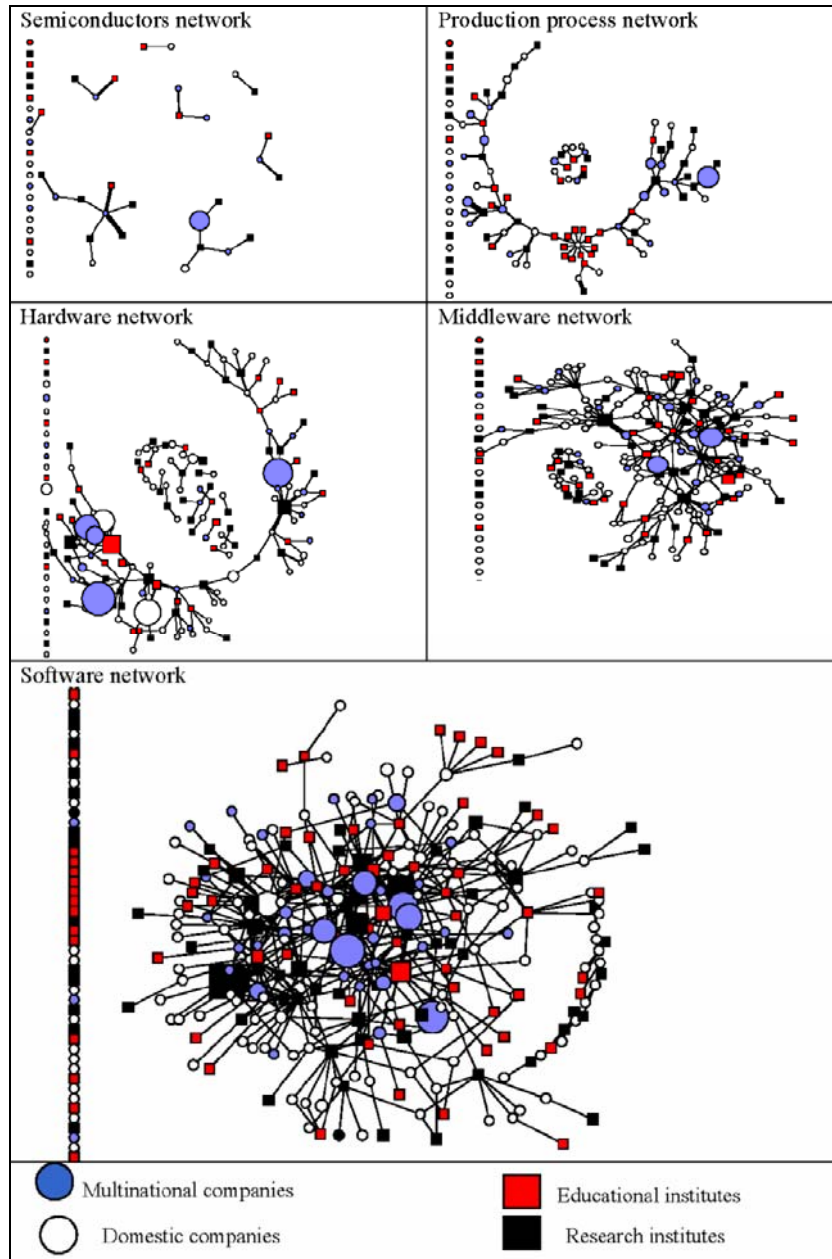 Semiconductors network
Production process network
Hardware network
Middleware network
Software network
Multinational companies
Educational institutes
Domestic companies
Research institutes